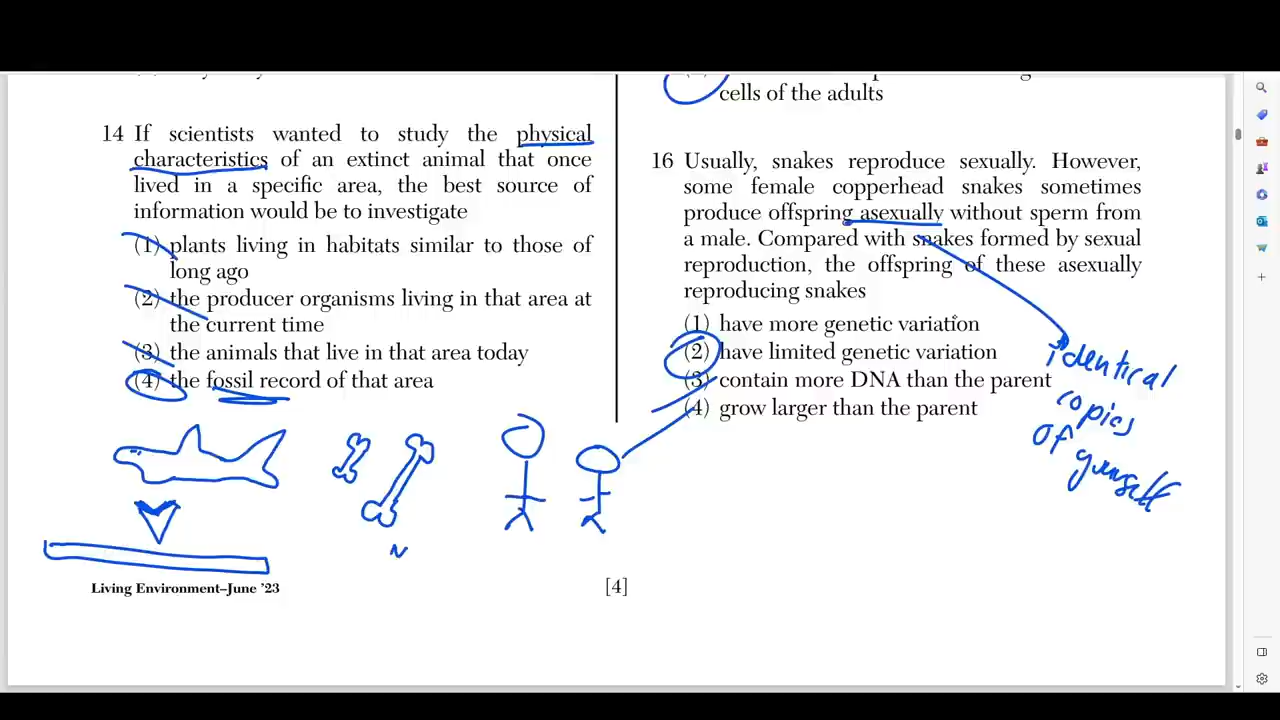 14 If scientists wanted to study the physical
characteristics of an extinct animal that once
lived in a specific area, the best source of
information would be to investigate
(1) plants living in habitats similar to those of
long ago
(2) the producer organisms living in that area at
the current time
(3) the animals that live in that area today
(4) the fossil record of that area
Living Environment–June ’23
[4]
cells of the adults
16 Usually, snakes reproduce sexually. However,
some female copperhead snakes sometimes
produce offspring asexually without sperm from
a male. Compared with snakes formed by sexual
reproduction, the offspring of these asexually
reproducing snakes
(1) have more genetic variation
(2) have limited genetic variation
(3) contain more DNA than the parent
(4) grow larger than the parent
identical
copies
of yourself